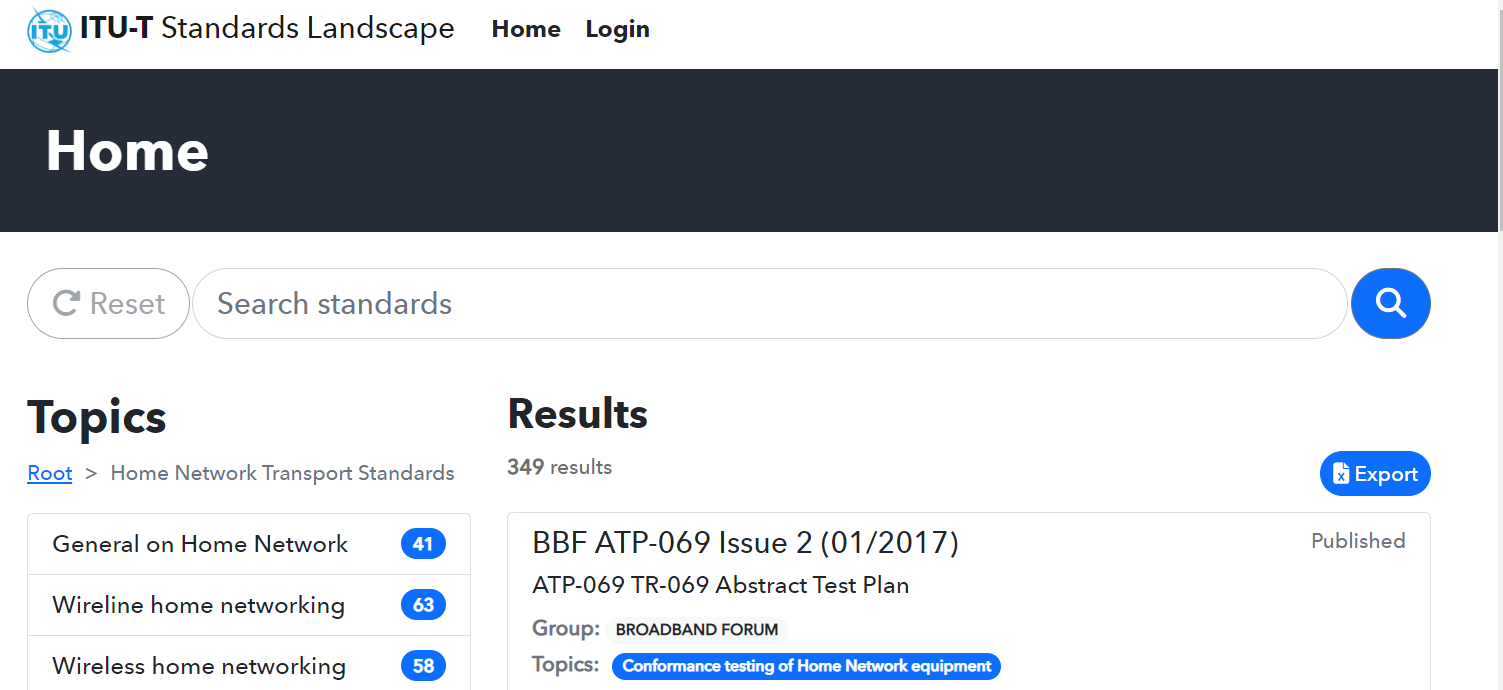 ITU ITU-T Standards Landscape Home Login
Home
Reset Search standards
Topics
Root > Home Network Transport Standards
General on Home Network 41
Wireline home networking 63
Wireless home networking 58
Results
349 results
Export
BBF ATP-069 Issue 2 (01/2017) Published
ATP-069 TR-069 Abstract Test Plan
Group: BROADBAND FORUM
Topics: Conformance testing of Home Network equipment